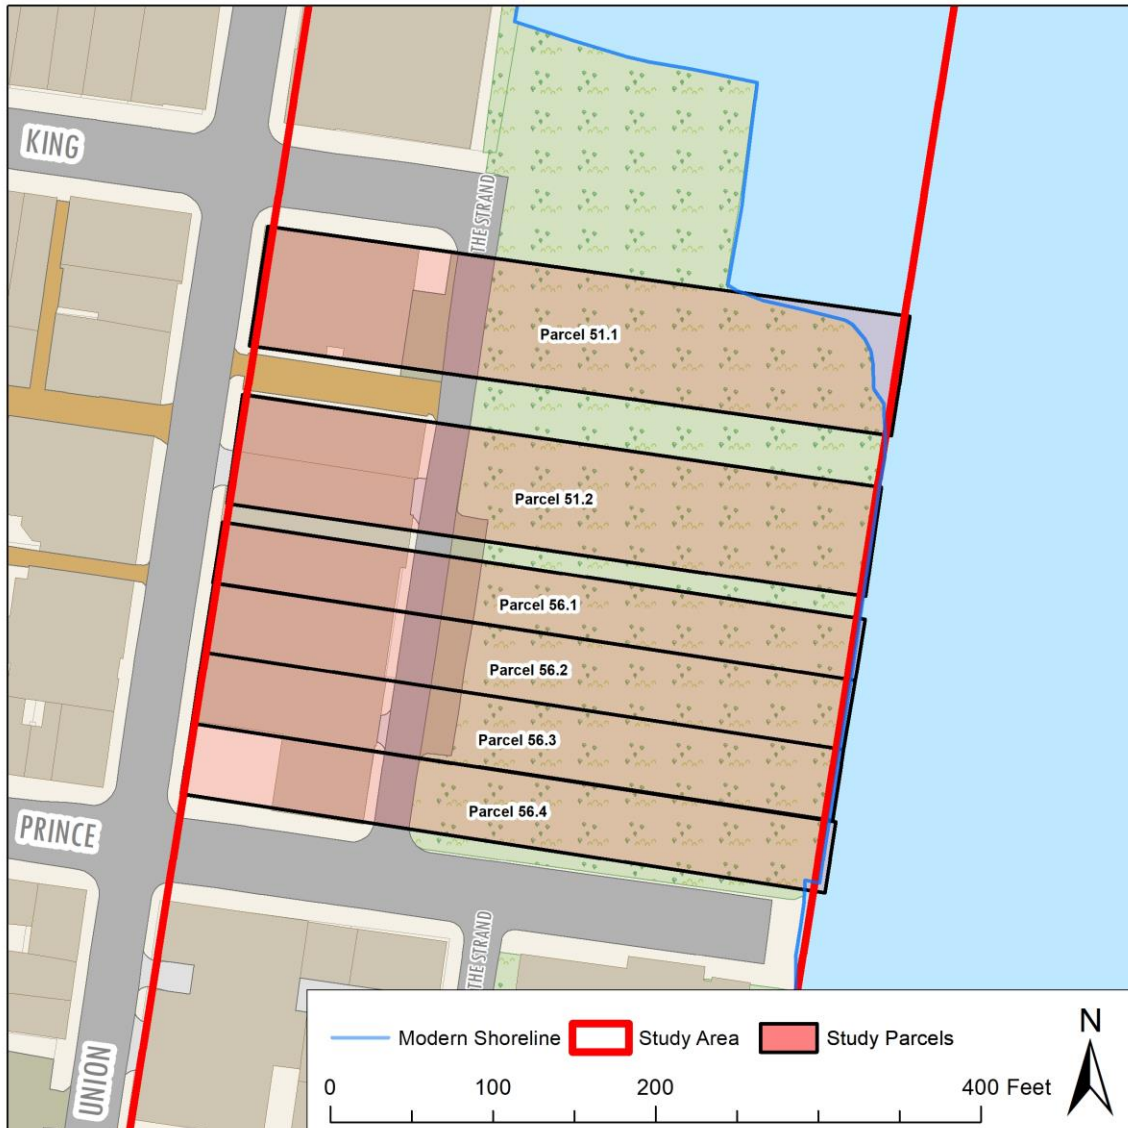 KING
THE STRAND
Parcel 51.1
Parcel 51.2
Parcel 56.1
Parcel 56.2
Parcel 56.3
Parcel 56.4
PRINCE
THE STRAND
UNION
Modern Shoreline Study Area Study Parcels
N
0 100 200 400 Feet